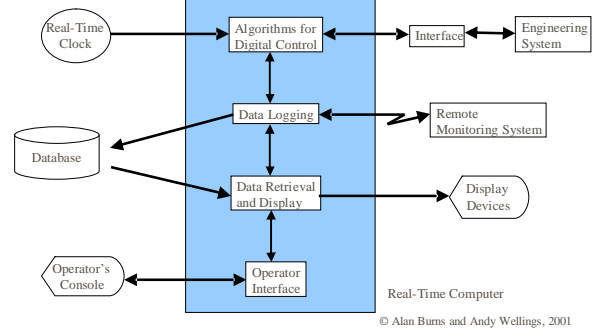 Real-Time
Clock
Algorithms for
Digital Control
Interface
Engineering
System
Data Logging
Remote
Monitoring System
Database
Data Retrieval
and Display
Display
Devices
Operator's
Console
Operator
Interface
Real-Time Computer
© Alan Burns and Andy Wellings, 2001